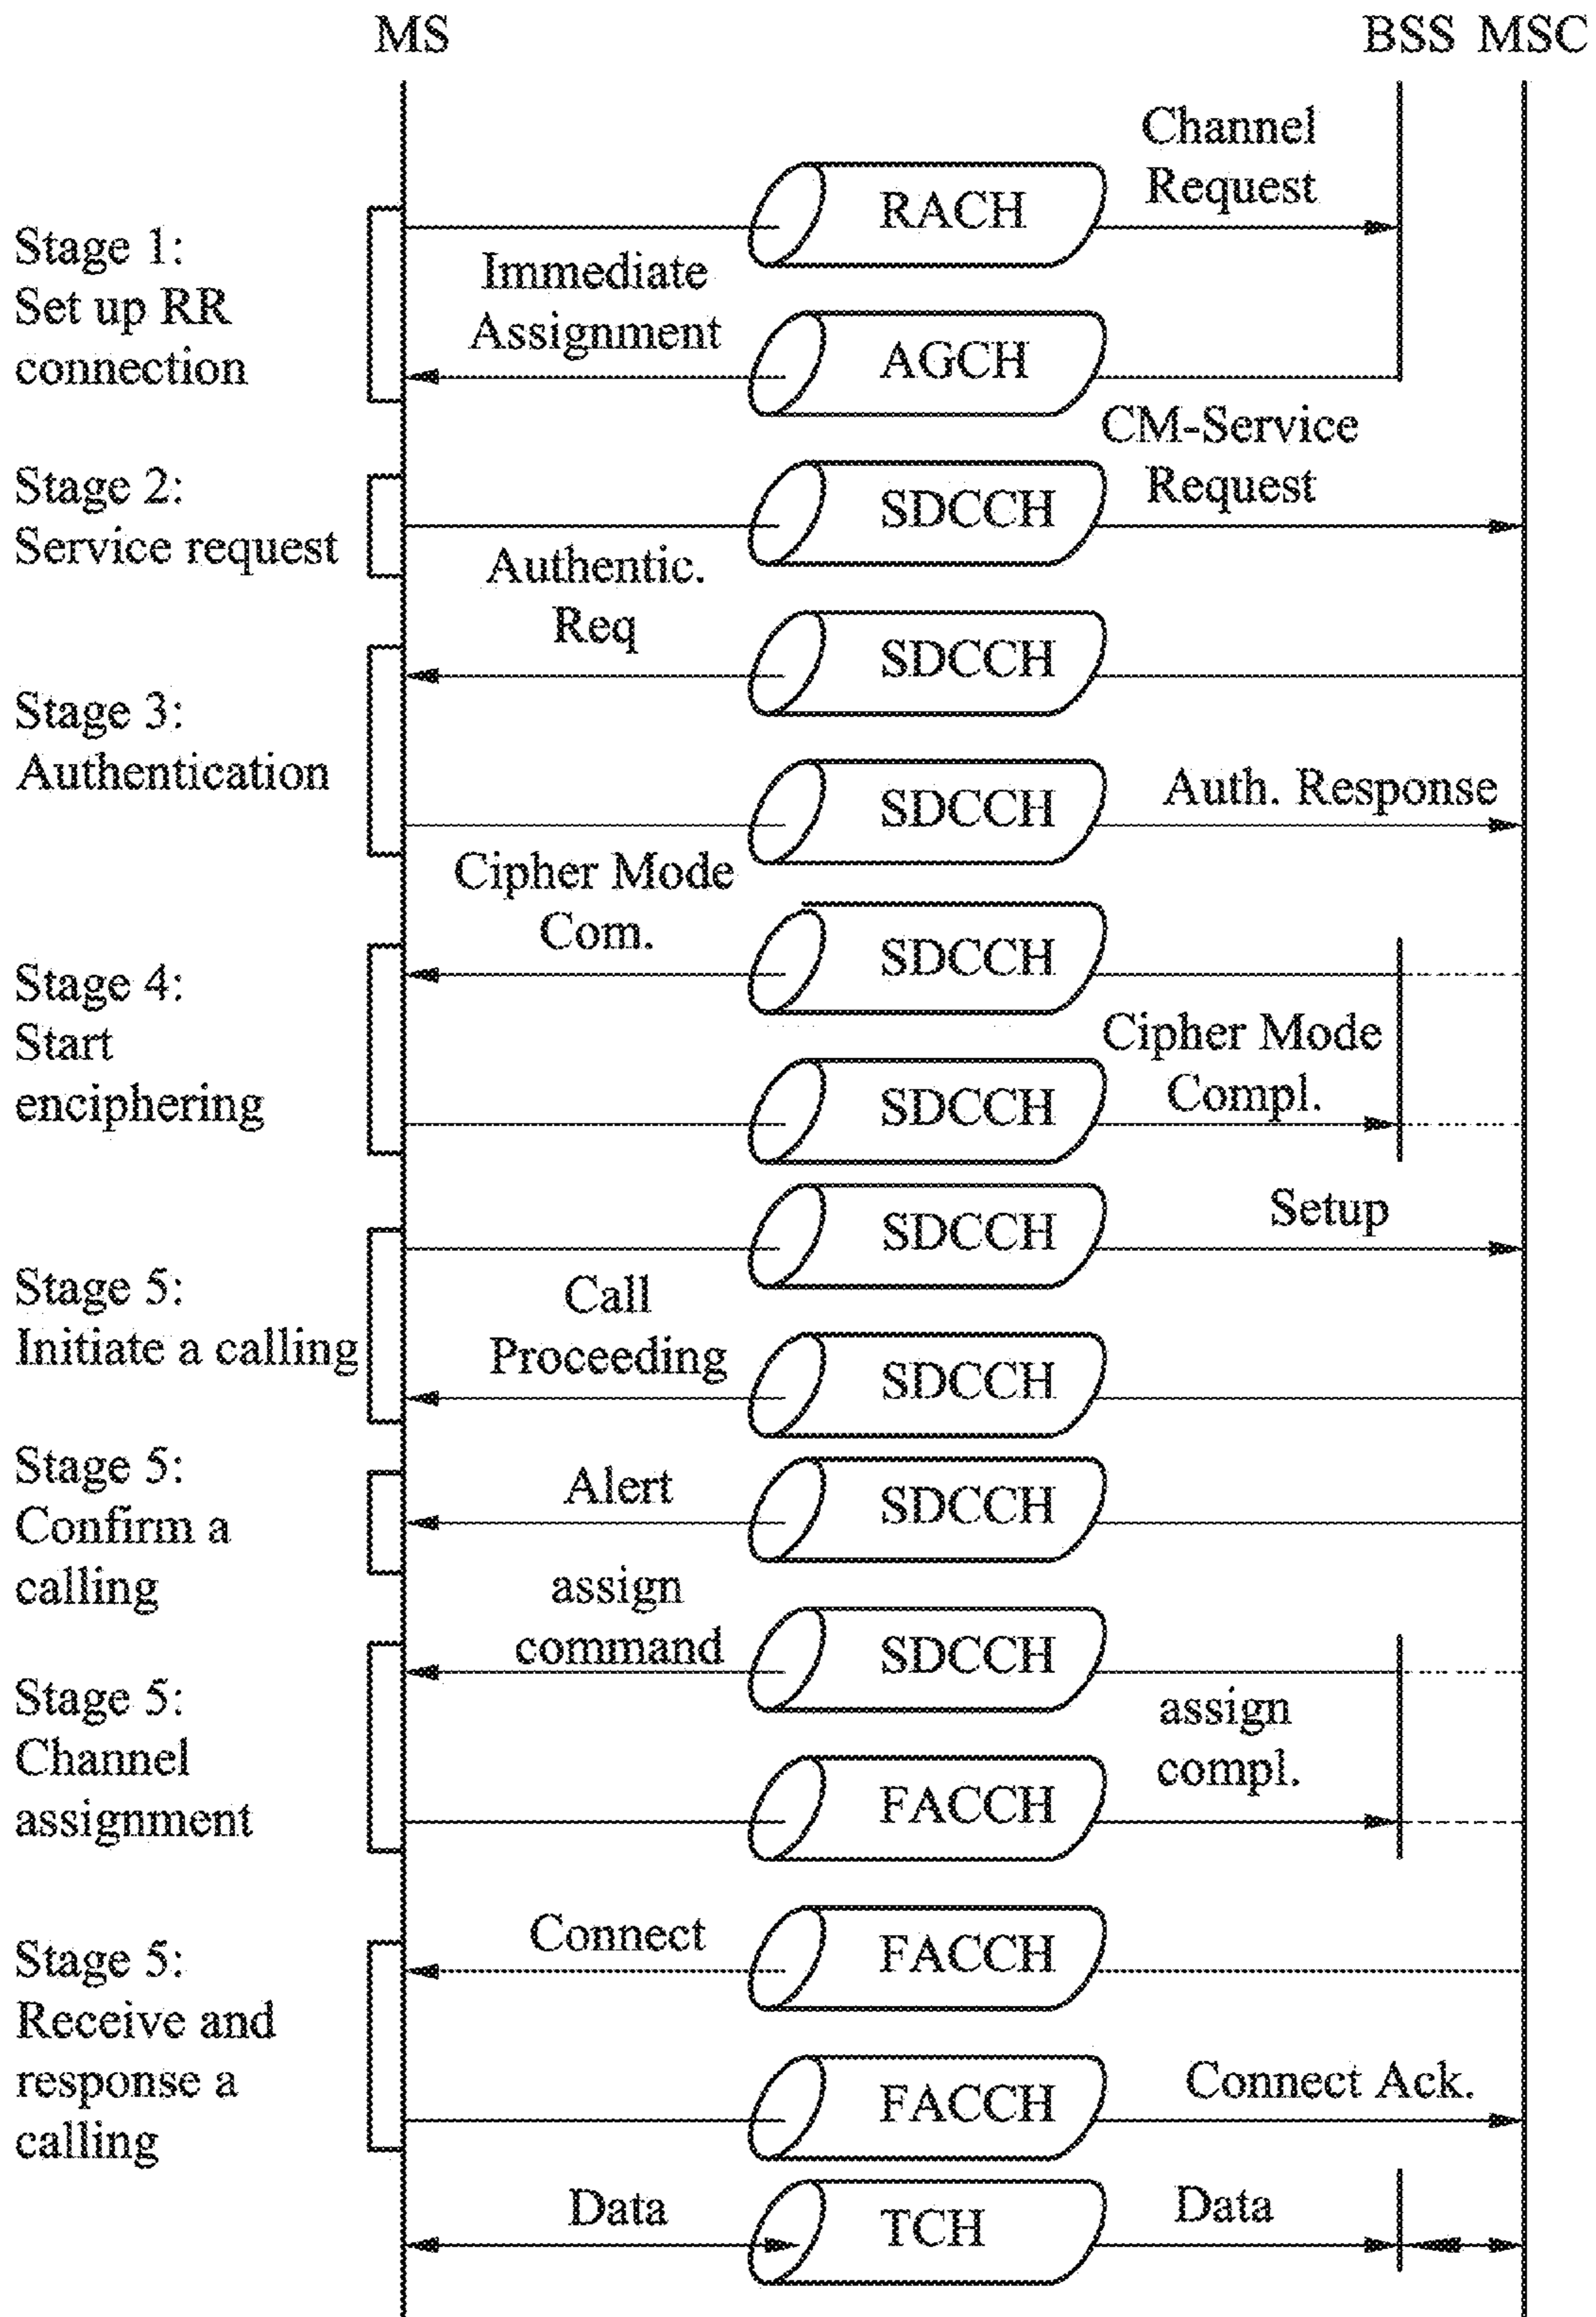 MS
BSS
MSC
Channel
Request
RACH
Stage 1:
Set up RR
connection
Immediate
Assignment
AGCH
CM-Service
Request
Stage 2:
Service request
SDCCH
Authentic.
Req
SDCCH
Stage 3:
Authentication
SDCCH
Auth. Response
Cipher Mode
Com.
SDCCH
Stage 4:
Start
enciphering
Cipher Mode
Compl.
SDCCH
SDCCH
Setup
Stage 5:
Initiate a calling
Call
Proceeding
SDCCH
Stage 5:
Confirm a
calling
Alert
SDCCH
assign
command
SDCCH
Stage 5:
Channel
assignment
assign
compl.
FACCH
Connect
FACCH
Stage 5:
Receive and
response a
calling
FACCH
Connect Ack.
Data
TCH
Data